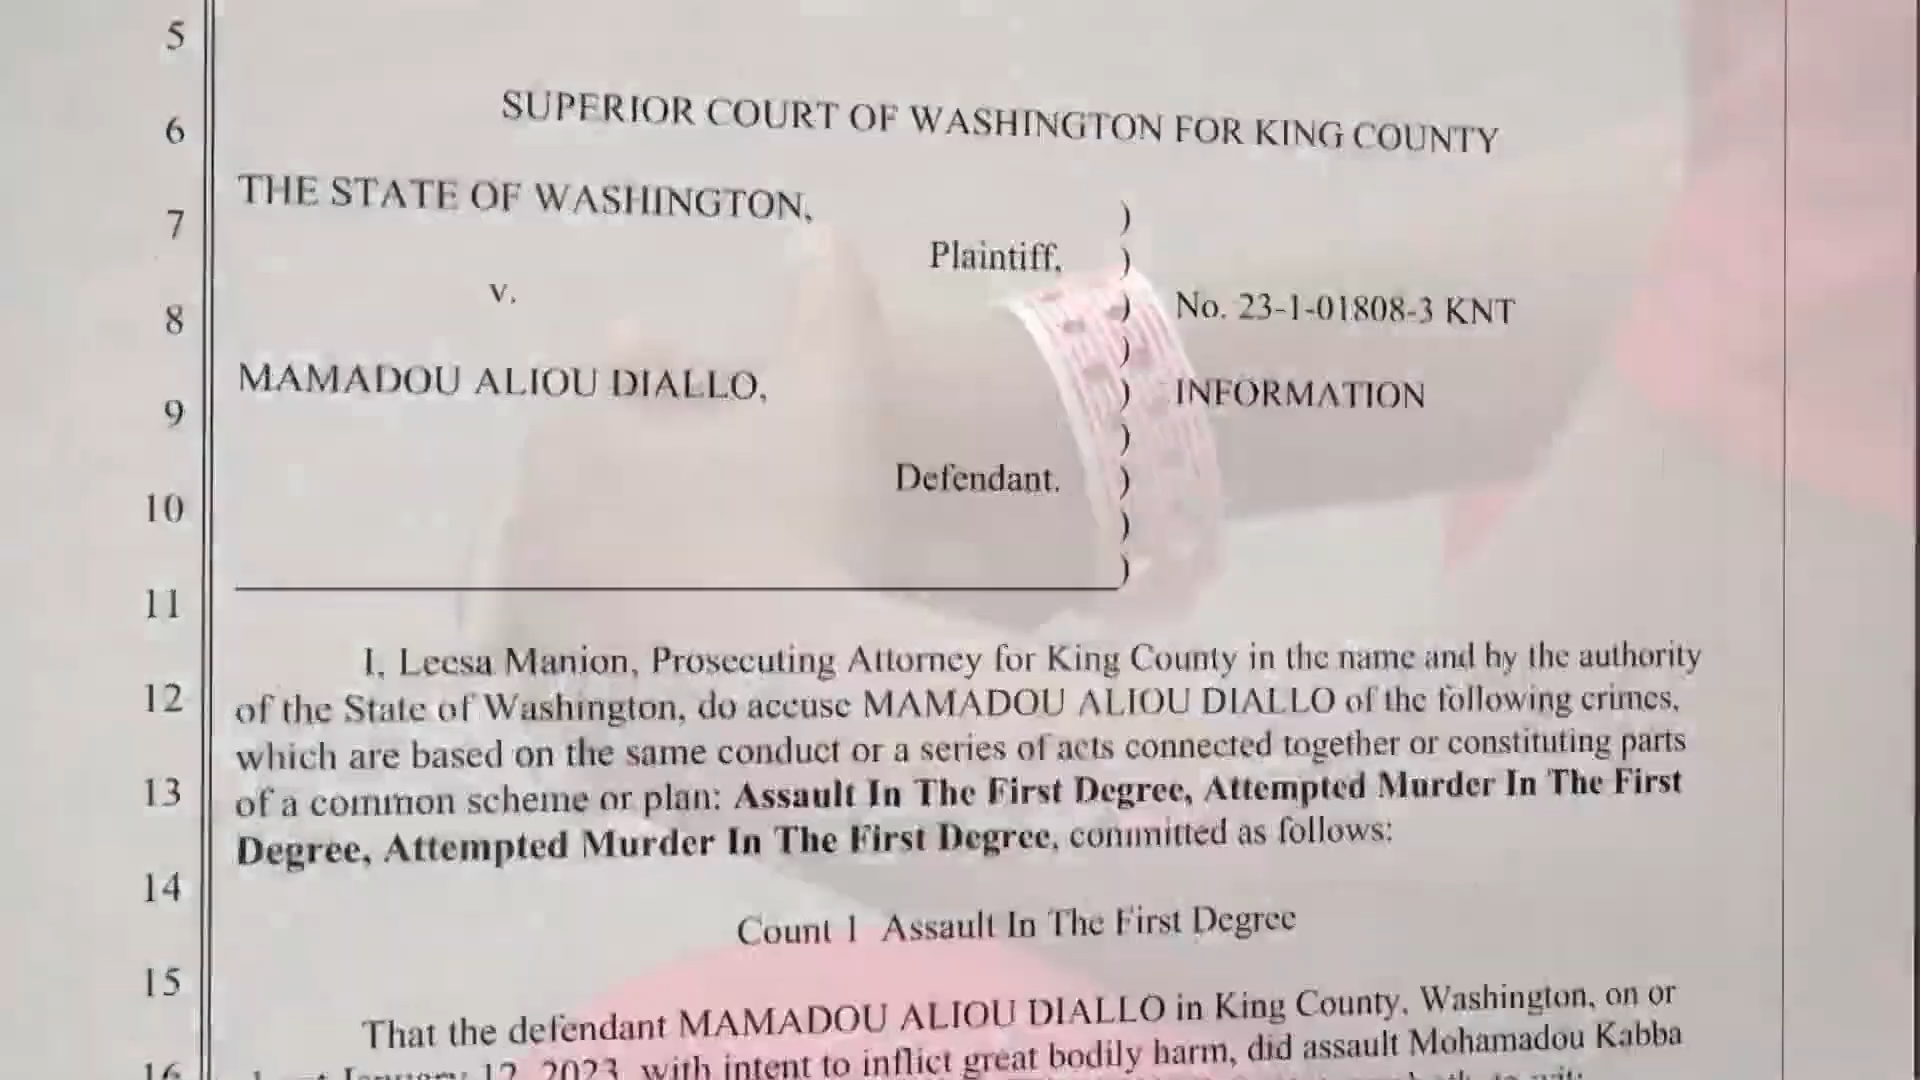 5
6 SUPERIOR COURT OF WASHINGTON FOR KING COUNTY
THE STATE OF WASHINGTON, )
7 Plaintiff, )
v. )
8 No. 23-1-01808-3 KNT
)
MAMADOU ALIOU DIALLO, ) INFORMATION
9 )
Defendant. )
10 )
)
11
I, Leesa Manion, Prosecuting Attorney for King County in the name and by the authority
12 of the State of Washington, do accuse MAMADOU ALIOU DIALLO of the following crimes,
which are based on the same conduct or a series of acts connected together or constituting parts
13 of a common scheme or plan: Assault In The First Degree, Attempted Murder In The First
Degree, Attempted Murder In The First Degree, committed as follows:
14
Count 1 Assault In The First Degree
15
That the defendant MAMADOU ALIOU DIALLO in King County, Washington, on or
16 January 12, 2023, with intent to inflict great bodily harm, did assault Mohamadou Kabba